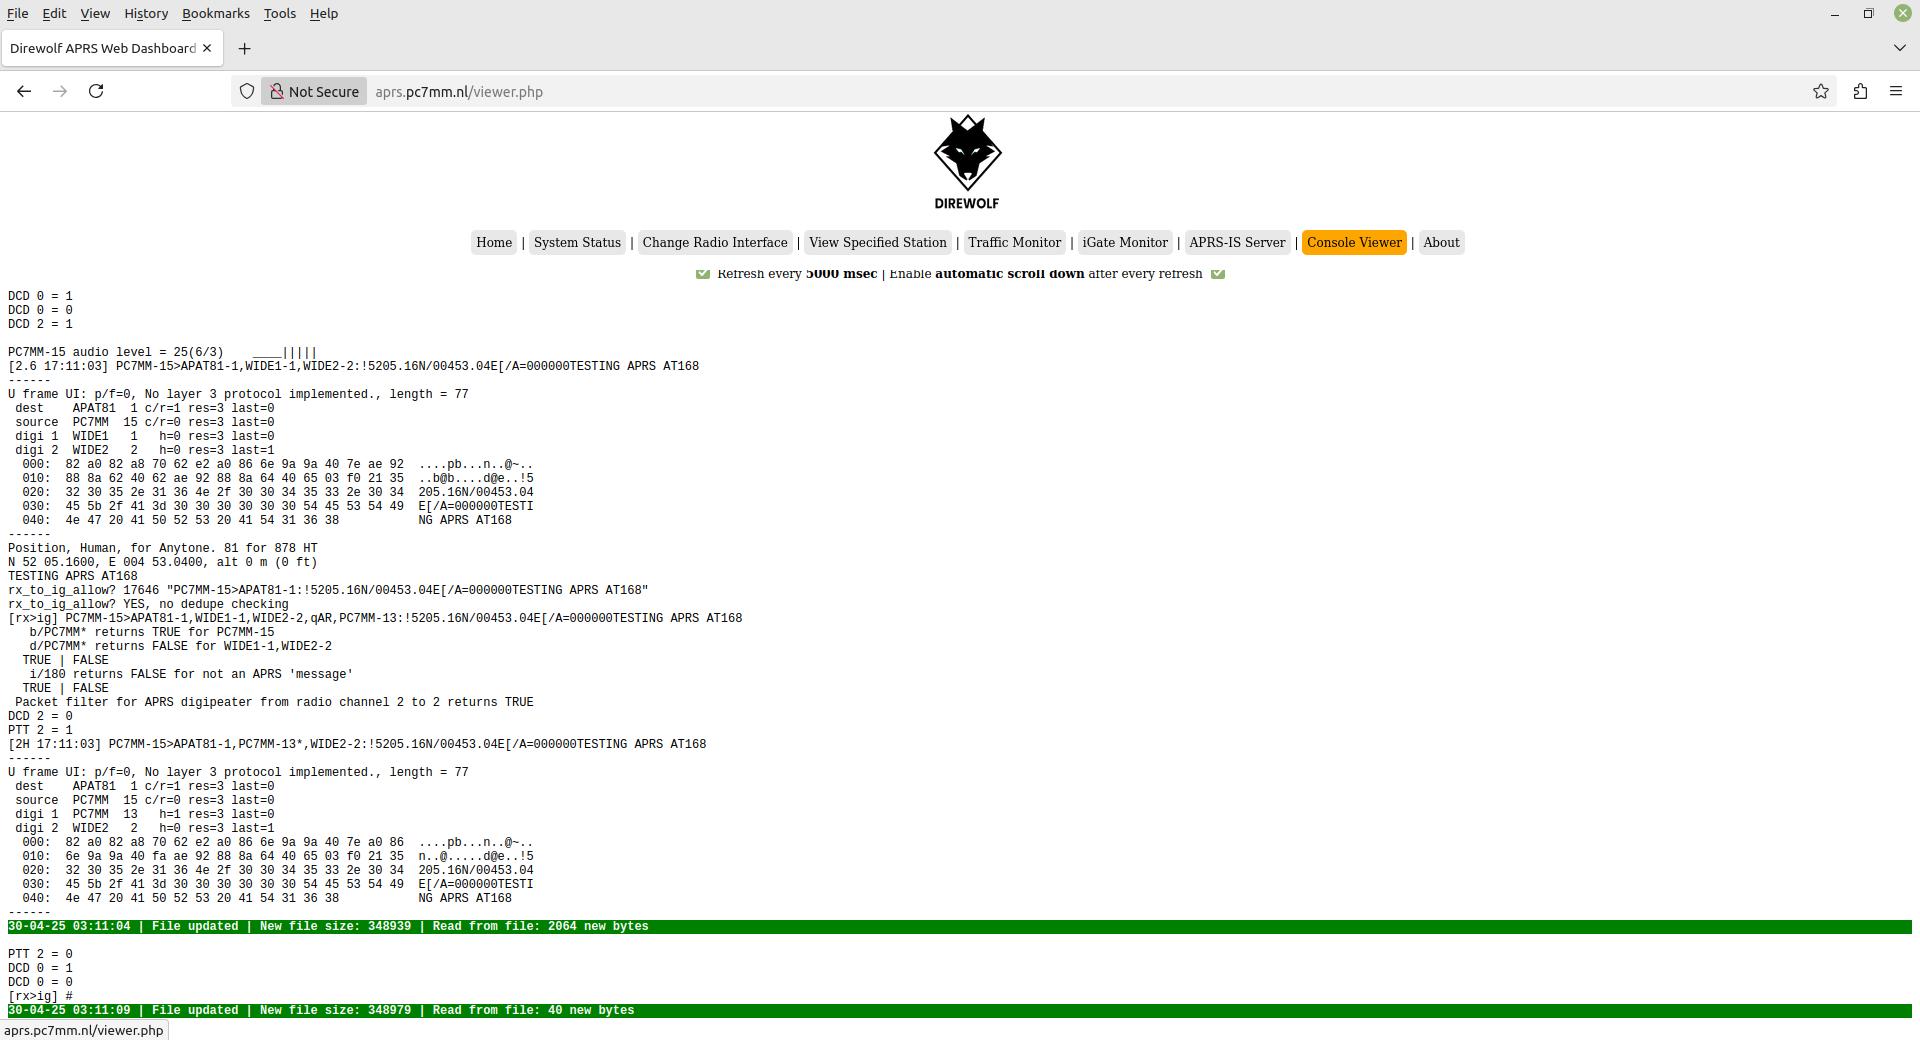 File Edit View History Bookmarks Tools Help
Direwolf APRS Web Dashboard
Not Secure aprs.pc7mm.nl/viewer.php
DIREWOLF
Home | System Status | Change Radio Interface | View Specified Station | Traffic Monitor | iGate Monitor | APRS-IS Server | Console Viewer | About
Refresh every 5000 msec | Enable automatic scroll down after every refresh
DCD 0 = 1
DCD 0 = 0
DCD 2 = 1
PC7MM-15 audio level = 25(6/3)    ____|||||
[2.6 17:11:03] PC7MM-15>APAT81-1,WIDE1-1,WIDE2-2:!5205.16N/00453.04E[/A=000000TESTING APRS AT168
------
U frame UI: p/f=0, No layer 3 protocol implemented., length = 77
 dest    APAT81  1 c/r=1 res=3 last=0
 source  PC7MM  15 c/r=0 res=3 last=0
 digi 1  WIDE1   1   h=0 res=3 last=0
 digi 2  WIDE2   2   h=0 res=3 last=1
  000:  82 a0 82 a8 70 62 e2 a0 86 6e 9a 9a 40 7e ae 92  ....pb...n..@~..
  010:  88 8a 62 40 62 ae 92 88 8a 64 40 65 03 f0 21 35  ..b@b....d@e..!5
  020:  32 30 35 2e 31 36 4e 2f 30 30 34 35 33 2e 30 34  205.16N/00453.04
  030:  45 5b 2f 41 3d 30 30 30 30 30 30 54 45 53 54 49  E[/A=000000TESTI
  040:  4e 47 20 41 50 52 53 20 41 54 31 36 38           NG APRS AT168
------
Position, Human, for Anytone. 81 for 878 HT
N 52 05.1600, E 004 53.0400, alt 0 m (0 ft)
TESTING APRS AT168
rx_to_ig_allow? 17646 "PC7MM-15>APAT81-1:!5205.16N/00453.04E[/A=000000TESTING APRS AT168"
rx_to_ig_allow? YES, no dedupe checking
[rx>ig] PC7MM-15>APAT81-1,WIDE1-1,WIDE2-2,qAR,PC7MM-13:!5205.16N/00453.04E[/A=000000TESTING APRS AT168
   b/PC7MM* returns TRUE for PC7MM-15
   d/PC7MM* returns FALSE for WIDE1-1,WIDE2-2
  TRUE | FALSE
   i/180 returns FALSE for not an APRS 'message'
  TRUE | FALSE
 Packet filter for APRS digipeater from radio channel 2 to 2 returns TRUE
DCD 2 = 0
PTT 2 = 1
[2H 17:11:03] PC7MM-15>APAT81-1,PC7MM-13*,WIDE2-2:!5205.16N/00453.04E[/A=000000TESTING APRS AT168
------
U frame UI: p/f=0, No layer 3 protocol implemented., length = 77
 dest    APAT81  1 c/r=1 res=3 last=0
 source  PC7MM  15 c/r=0 res=3 last=0
 digi 1  PC7MM  13   h=1 res=3 last=0
 digi 2  WIDE2   2   h=0 res=3 last=1
  000:  82 a0 82 a8 70 62 e2 a0 86 6e 9a 9a 40 7e a0 86  ....pb...n..@~..
  010:  6e 9a 9a 40 fa ae 92 88 8a 64 40 65 03 f0 21 35  n..@.....d@e..!5
  020:  32 30 35 2e 31 36 4e 2f 30 30 34 35 33 2e 30 34  205.16N/00453.04
  030:  45 5b 2f 41 3d 30 30 30 30 30 30 54 45 53 54 49  E[/A=000000TESTI
  040:  4e 47 20 41 50 52 53 20 41 54 31 36 38           NG APRS AT168
------
30-04-25 03:11:04 | File updated | New file size: 348939 | Read from file: 2064 new bytes
PTT 2 = 0
DCD 0 = 1
DCD 0 = 0
[rx>ig] #
30-04-25 03:11:09 | File updated | New file size: 348979 | Read from file: 40 new bytes
aprs.pc7mm.nl/viewer.php